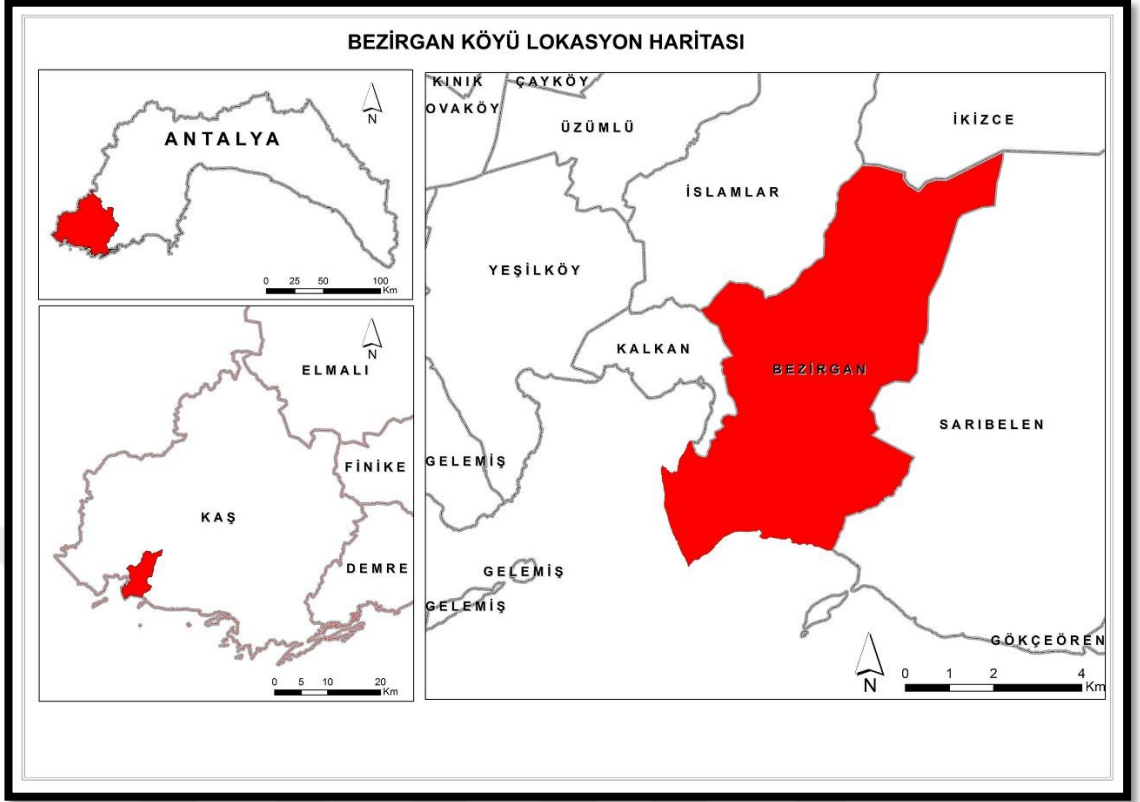 BEZİRGAN KÖYÜ LOKASYON HARİTASI
N
ANTALYA
0 25 50 100
Km
N
ELMALI
FİNİKE
KAŞ
DEMRE
0 5 10 20
Km
KINIK
ÇAYKÖY
OVAKÖY
ÜZÜMLÜ
İKİZCE
İSLAMLAR
YEŞİLKÖY
KALKAN
BEZİRGAN
SARIBELEN
GELEMİŞ
GELEMİŞ
GELEMİŞ
GÖKÇEÖREN
N
0 1 2 4
Km